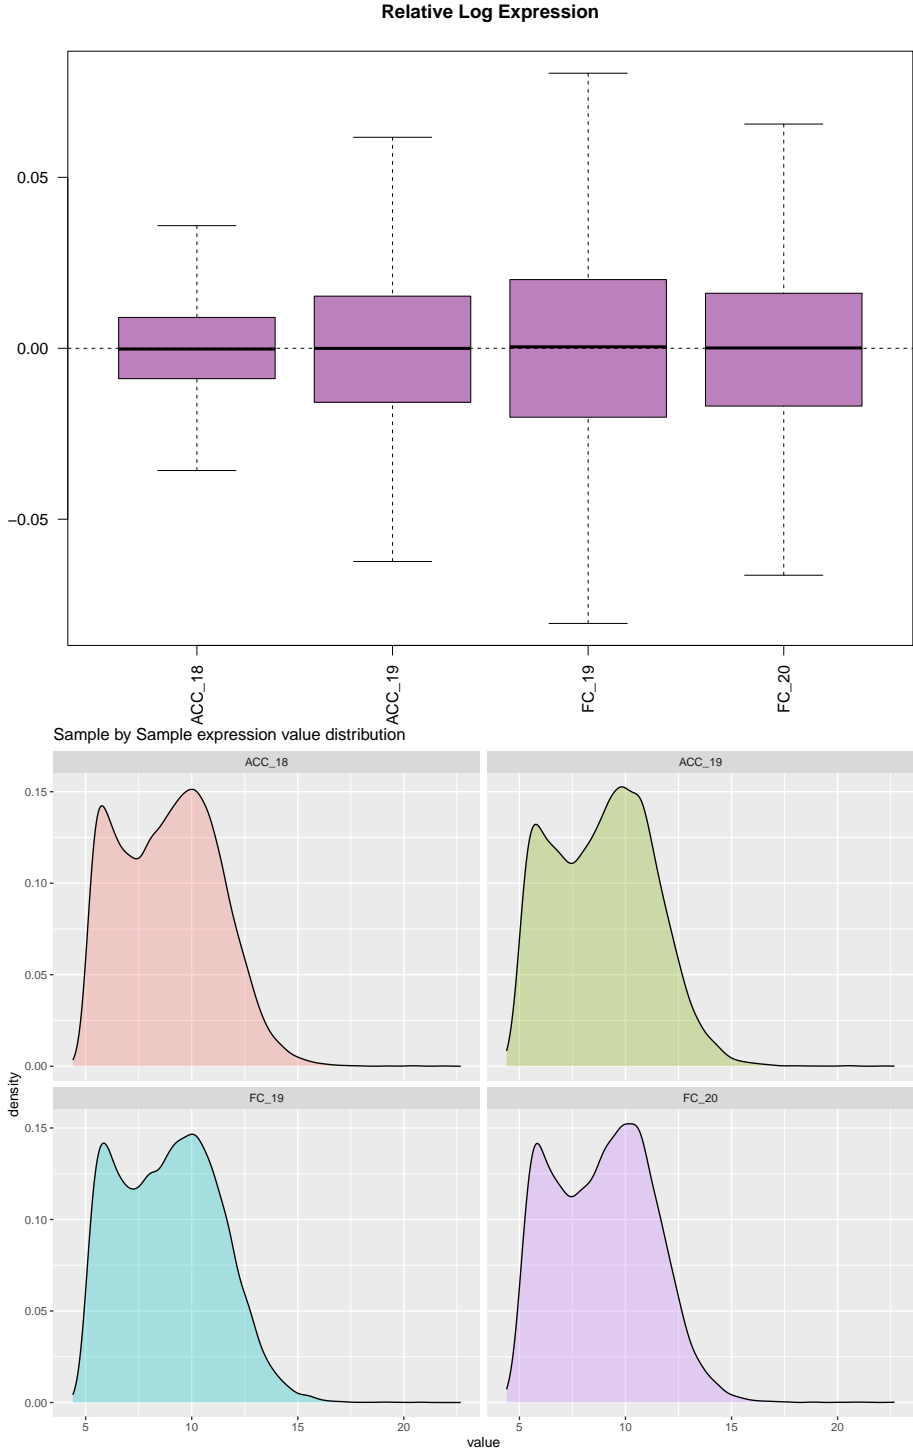 Relative Log Expression
0.05
0.00
−0.05
ACC_18
ACC_19
FC_19
FC_20
Sample by Sample expression value distribution
ACC_18
ACC_19
0.15
0.10
0.05
0.00
FC_19
FC_20
0.15
0.10
0.05
0.00
density
5
10
15
20
5
10
15
20
value